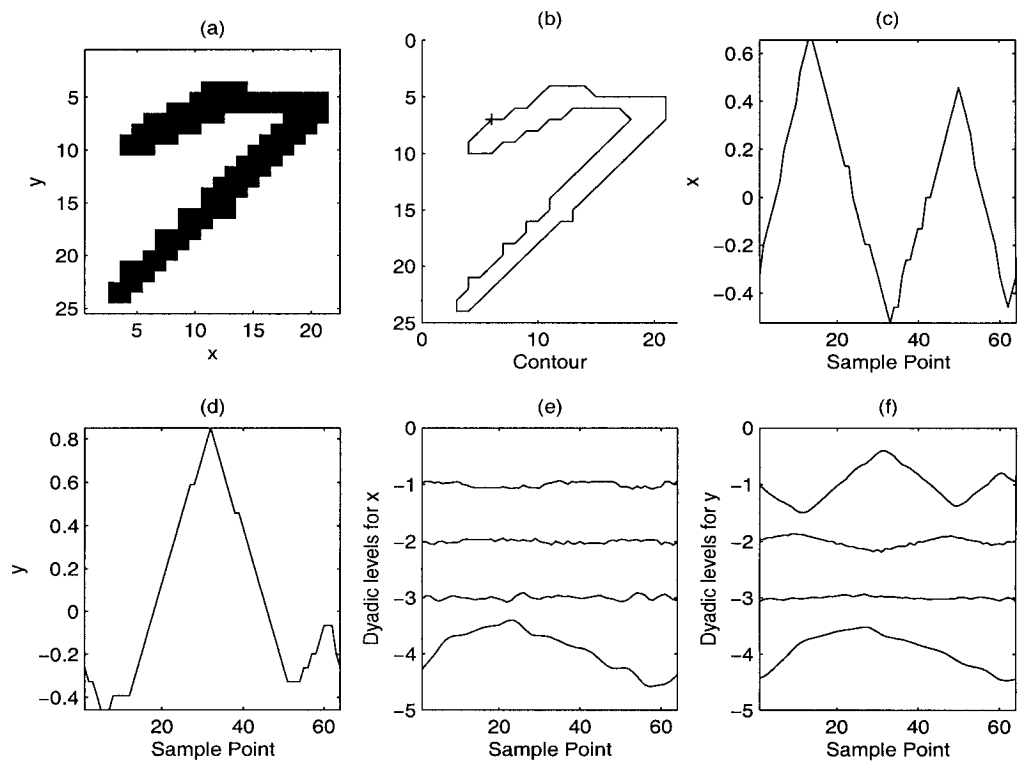 (a)
5
10
15
20
25
y
5 10 15 20
x
(b)
0
5
10
15
20
25
0 10 20
Contour
(c)
0.6
0.4
0.2
0
−0.2
−0.4
x
20 40 60
Sample Point
(d)
0.8
0.6
0.4
0.2
0
−0.2
−0.4
y
20 40 60
Sample Point
(e)
0
−1
−2
−3
−4
−5
Dyadic levels for x
20 40 60
Sample Point
(f)
0
−1
−2
−3
−4
−5
Dyadic levels for y
20 40 60
Sample Point